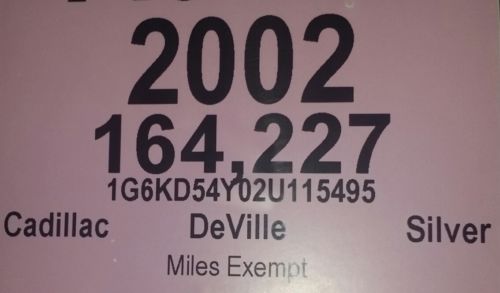 2002
164,227
1G6KD54Y02U115495
Cadillac DeVille Silver
Miles Exempt